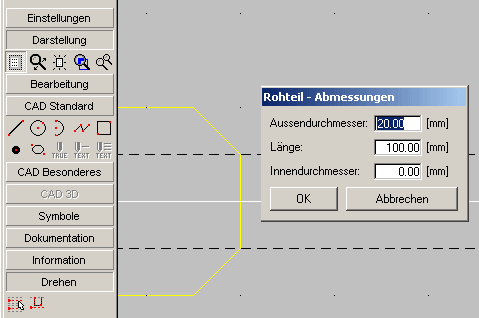 Einstellungen
Darstellung
Bearbeitung
CAD Standard
TRUE TEXT TEXT
CAD Besonderes
CAD 3D
Symbole
Dokumentation
Information
Drehen
Rohteil - Abmessungen
Aussendurchmesser: 20.00 [mm]
Länge: 100.00 [mm]
Innendurchmesser: 0.00 [mm]
OK Abbrechen